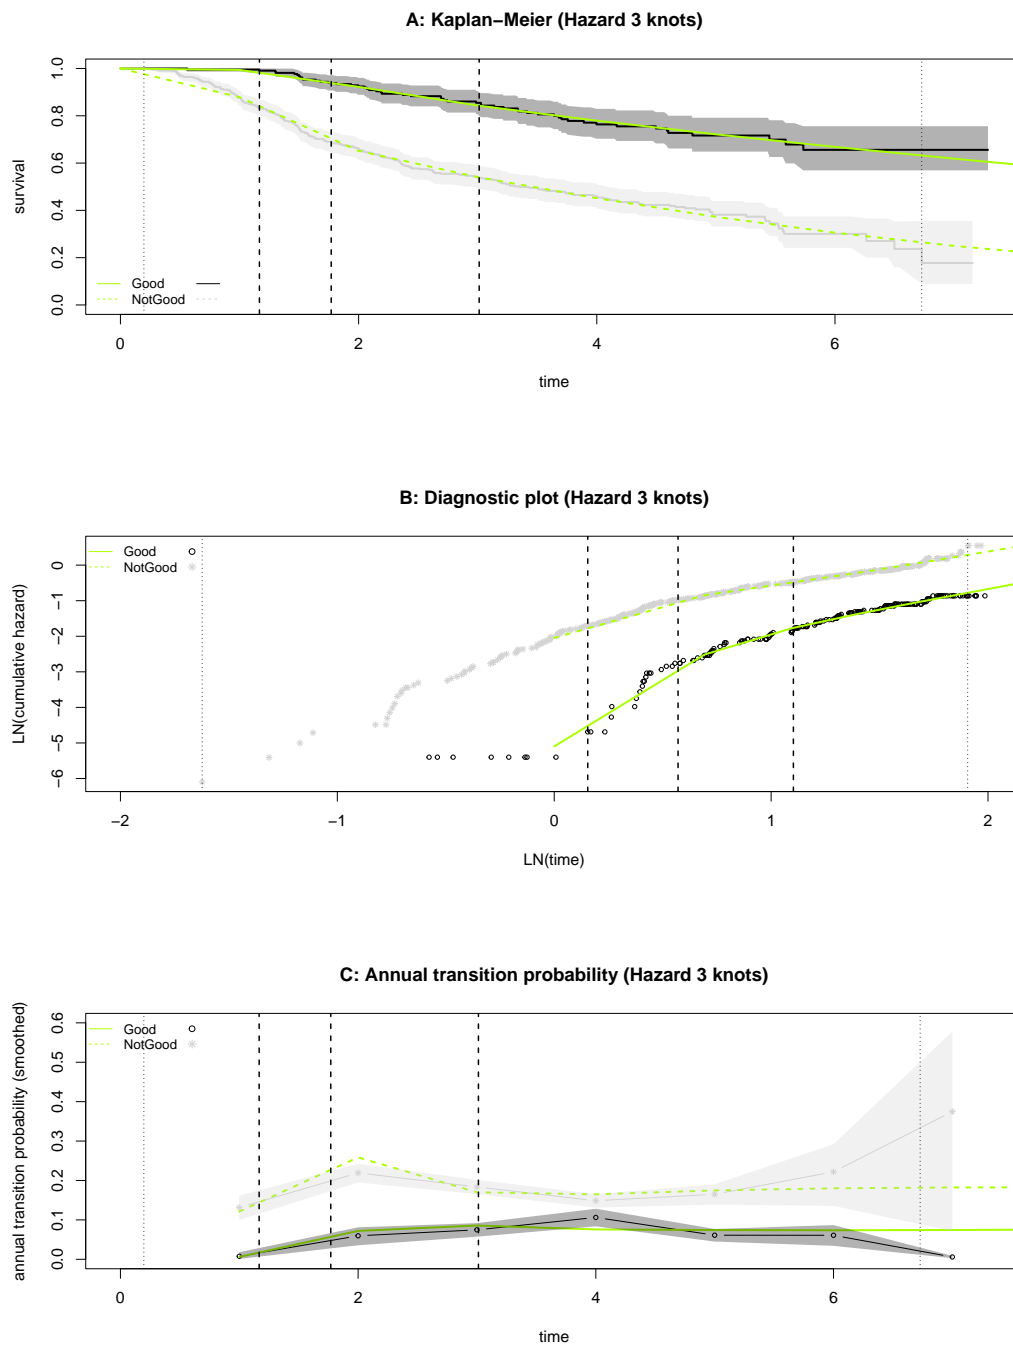 A: Kaplan−Meier (Hazard 3 knots)
survival
1.0
0.8
0.6
0.4
0.2
0.0
Good
NotGood
0 2 4 6
time
B: Diagnostic plot (Hazard 3 knots)
LN(cumulative hazard)
0
−1
−2
−3
−4
−5
−6
Good
NotGood
−2 −1 0 1 2
LN(time)
C: Annual transition probability (Hazard 3 knots)
annual transition probability (smoothed)
0.6
0.5
0.4
0.3
0.2
0.1
0.0
Good
NotGood
0 2 4 6
time